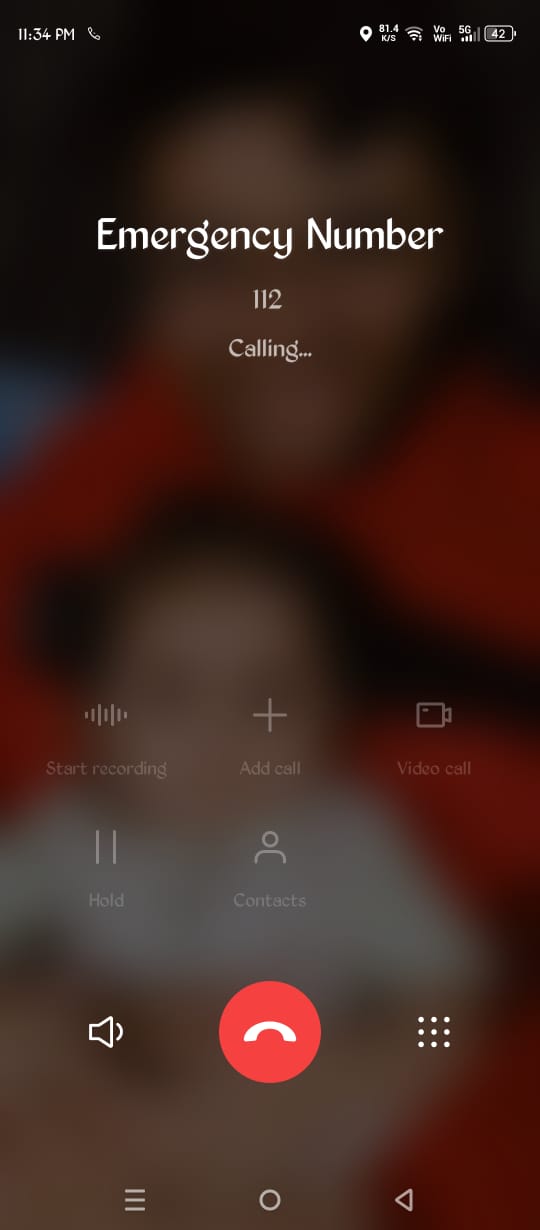 11:34 PM 81.4 K/S Vo WiFi 5G 42
Emergency Number
112
Calling...
Start recording Add call Video call
Hold Contacts